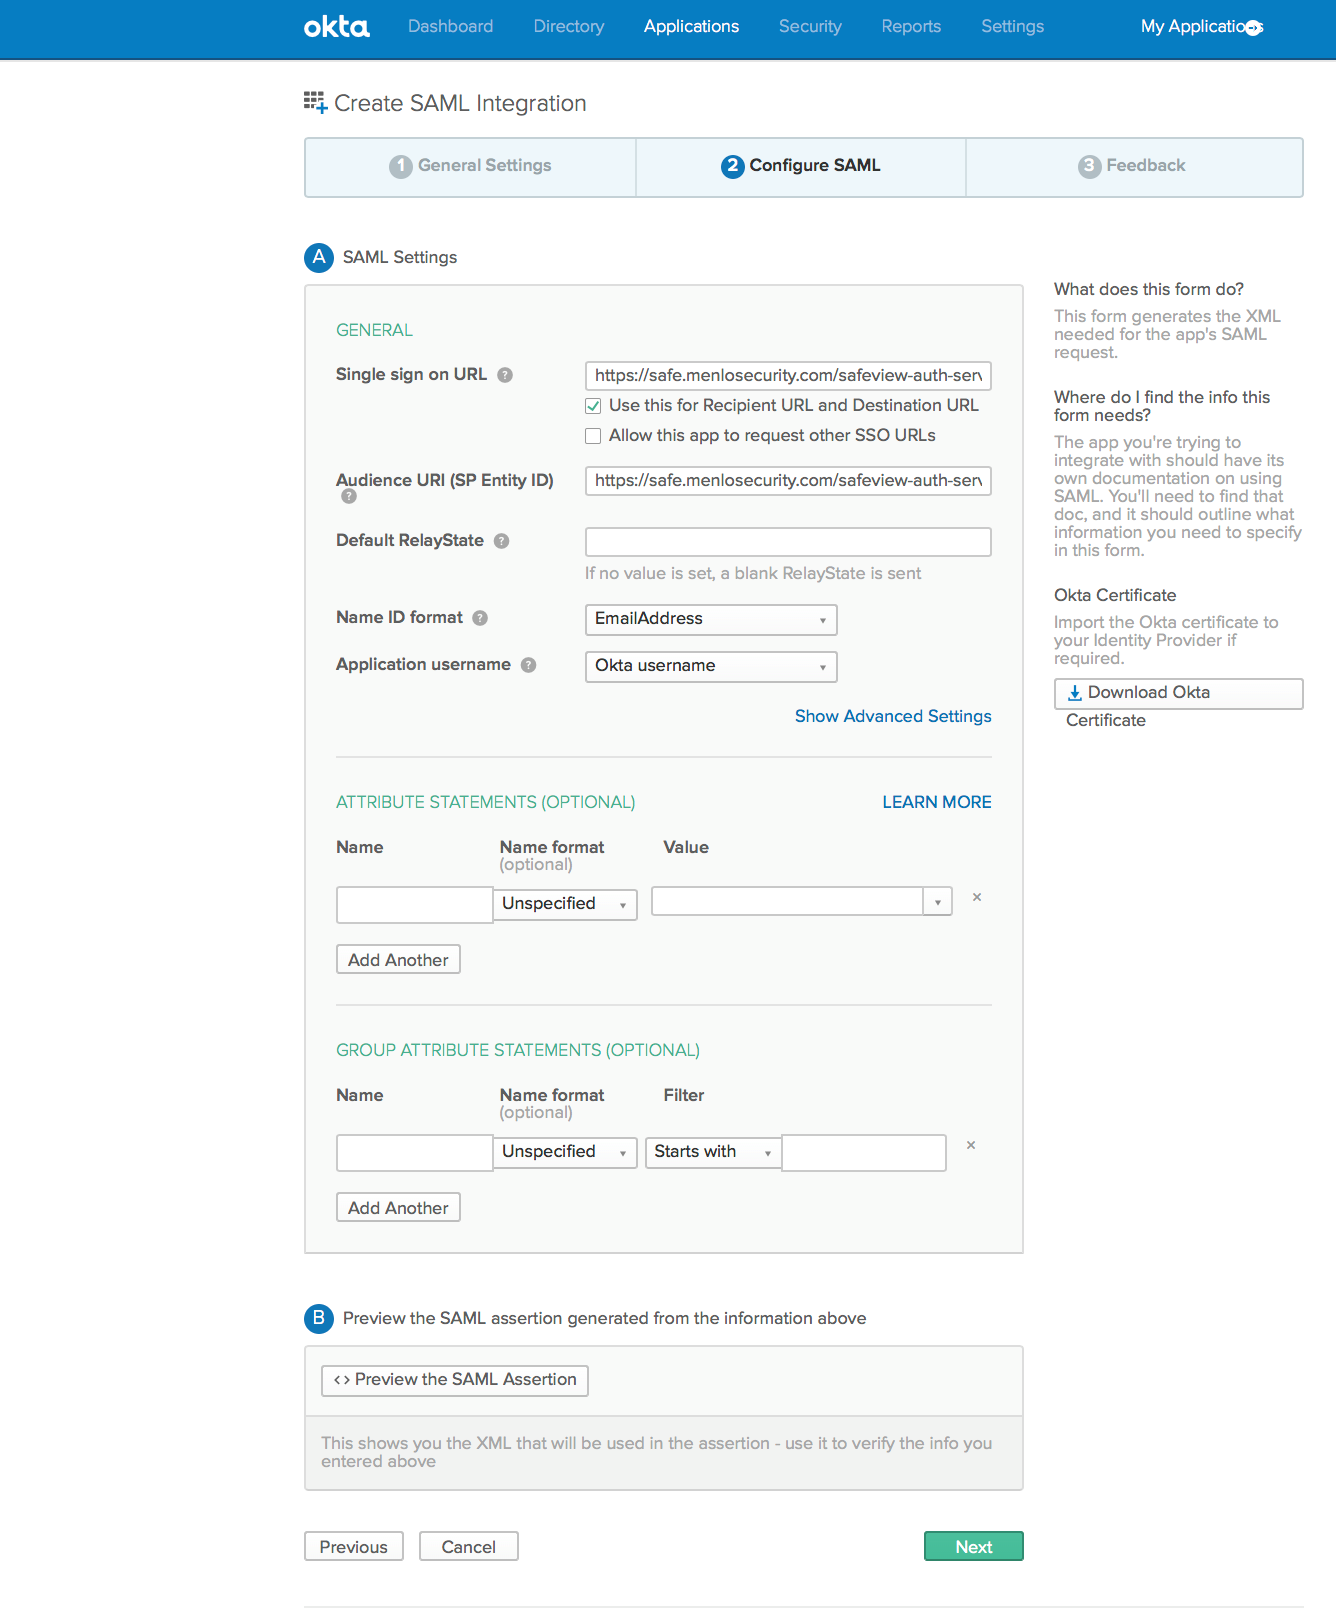 okta Dashboard Directory Applications Security Reports Settings My Applications
Create SAML Integration
1 General Settings 2 Configure SAML 3 Feedback
A SAML Settings
GENERAL
Single sign on URL ? https://safe.menlosecurity.com/safeview-auth-serv
Use this for Recipient URL and Destination URL
Allow this app to request other SSO URLs
Audience URI (SP Entity ID) https://safe.menlosecurity.com/safeview-auth-serv
?
Default RelayState ?
If no value is set, a blank RelayState is sent
Name ID format ? EmailAddress
Application username ? Okta username
Show Advanced Settings
ATTRIBUTE STATEMENTS (OPTIONAL) LEARN MORE
Name Name format Value
(optional)
Unspecified
Add Another
GROUP ATTRIBUTE STATEMENTS (OPTIONAL)
Name Name format Filter
(optional)
Unspecified Starts with
Add Another
What does this form do?
This form generates the XML
needed for the app's SAML
request.
Where do I find the info this
form needs?
The app you're trying to
integrate with should have its
own documentation on using
SAML. You'll need to find that
doc, and it should outline what
information you need to specify
in this form.
Okta Certificate
Import the Okta certificate to
your Identity Provider if
required.
Download Okta
Certificate
B Preview the SAML assertion generated from the information above
<> Preview the SAML Assertion
This shows you the XML that will be used in the assertion - use it to verify the info you
entered above
Previous Cancel Next